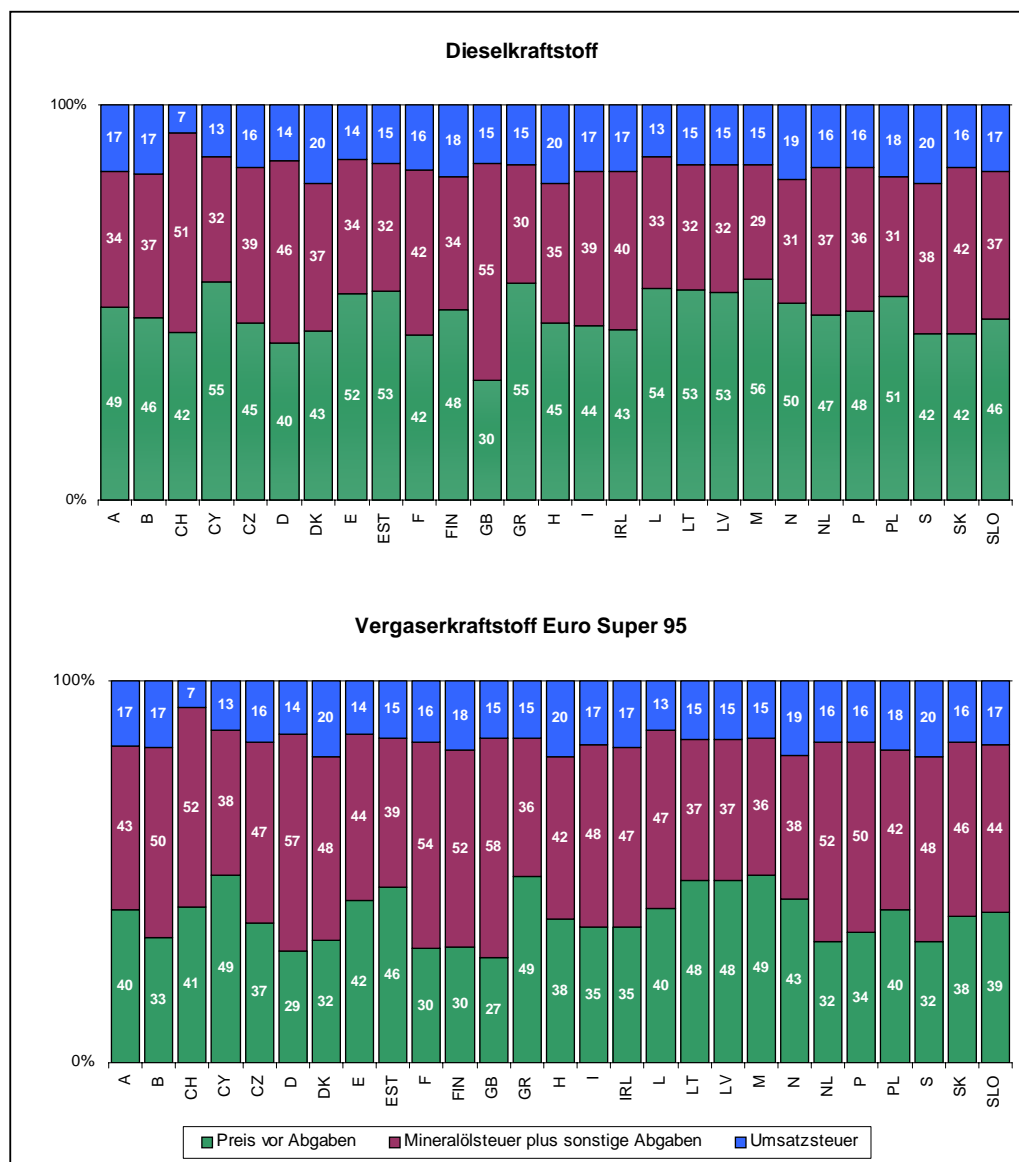 Dieselkraftstoff
100%
17 17 7 13 16 14 20 14 15 16 18 15 15 20 17 17 13 15 15 15 19 16 16 18 20 16 17
34 37 51 32 39 46 37 34 32 42 34 55 30 35 39 40 33 32 32 29 31 37 36 31 38 42 37
49 46 42 55 45 40 43 52 53 42 48 30 55 45 44 43 54 53 53 56 50 47 48 51 42 42 46
0%
A B CH CY CZ D DK E EST F FIN GB GR H I IRL L LT LV M N NL P PL S SK SLO
Vergaserkraftstoff Euro Super 95
100%
17 17 7 13 16 14 20 14 15 16 18 15 15 20 17 17 13 15 15 15 19 16 16 18 20 16 17
43 50 52 38 47 57 48 44 39 54 52 58 36 42 48 47 47 37 37 36 38 52 50 42 48 46 44
40 33 41 49 37 29 32 42 46 30 30 27 49 38 35 35 40 48 48 49 43 32 34 40 32 38 39
0%
A B CH CY CZ D DK E EST F FIN GB GR H I IRL L LT LV M N NL P PL S SK SLO
Preis vor Abgaben Mineralölsteuer plus sonstige Abgaben Umsatzsteuer